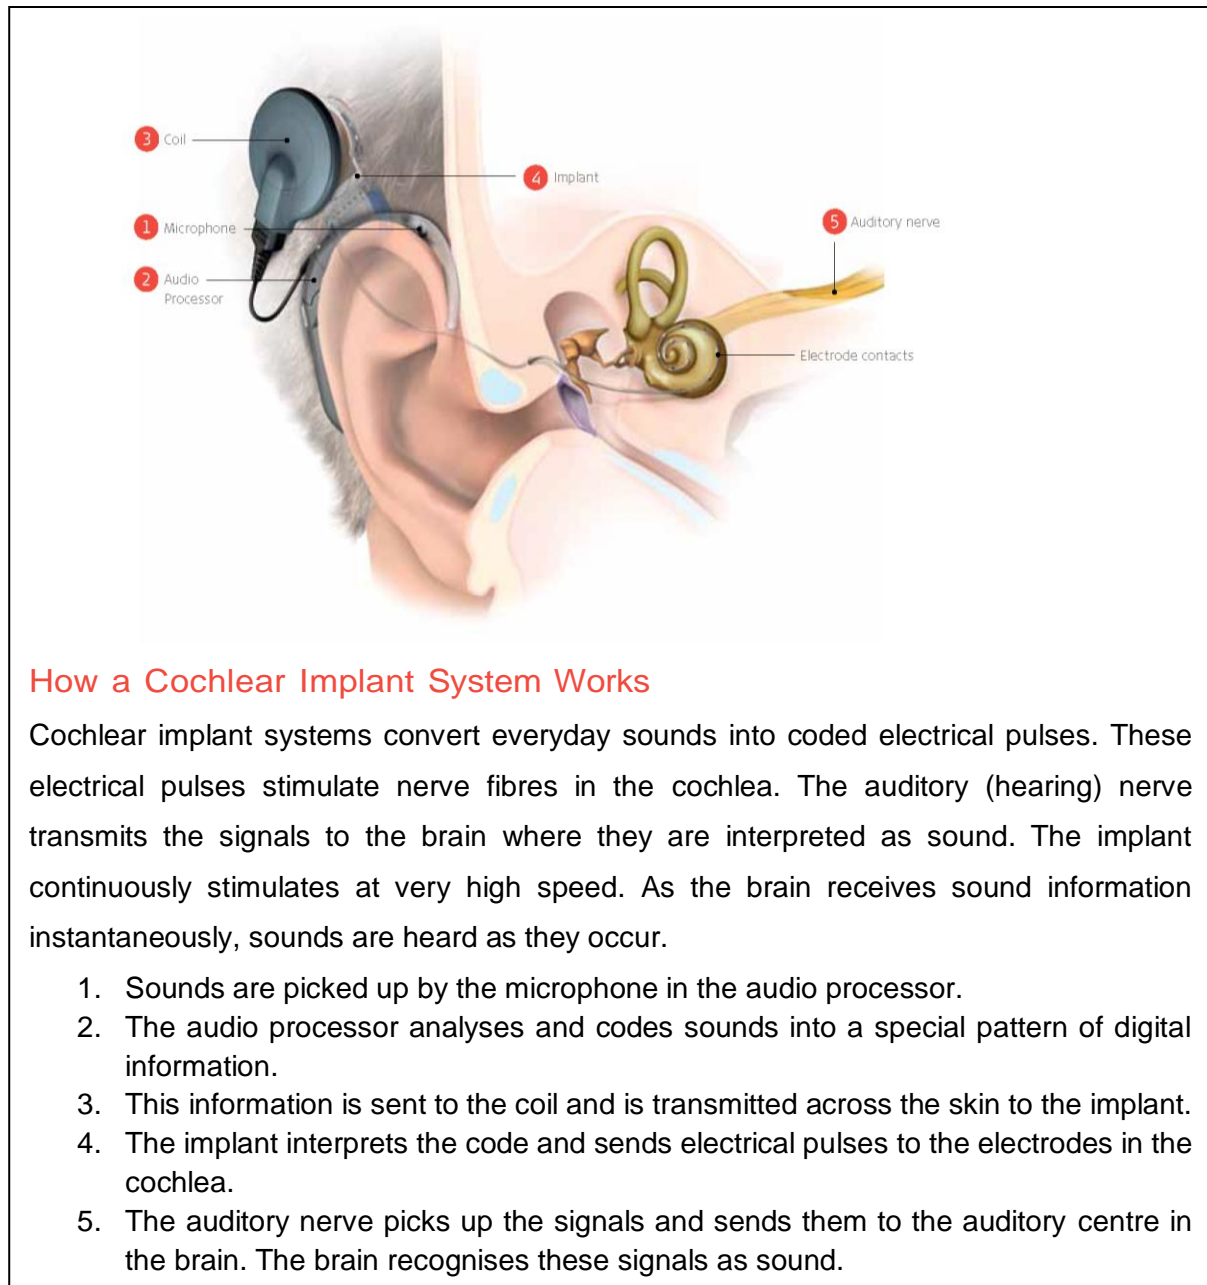 3 Coil
4 Implant
5 Auditory nerve
1 Microphone
2 Audio
Processor
Electrode contacts
How a Cochlear Implant System Works
Cochlear implant systems convert everyday sounds into coded electrical pulses. These
electrical pulses stimulate nerve fibres in the cochlea. The auditory (hearing) nerve
transmits the signals to the brain where they are interpreted as sound. The implant
continuously stimulates at very high speed. As the brain receives sound information
instantaneously, sounds are heard as they occur.
1. Sounds are picked up by the microphone in the audio processor.
2. The audio processor analyses and codes sounds into a special pattern of digital
information.
3. This information is sent to the coil and is transmitted across the skin to the implant.
4. The implant interprets the code and sends electrical pulses to the electrodes in the
cochlea.
5. The auditory nerve picks up the signals and sends them to the auditory centre in
the brain. The brain recognises these signals as sound.